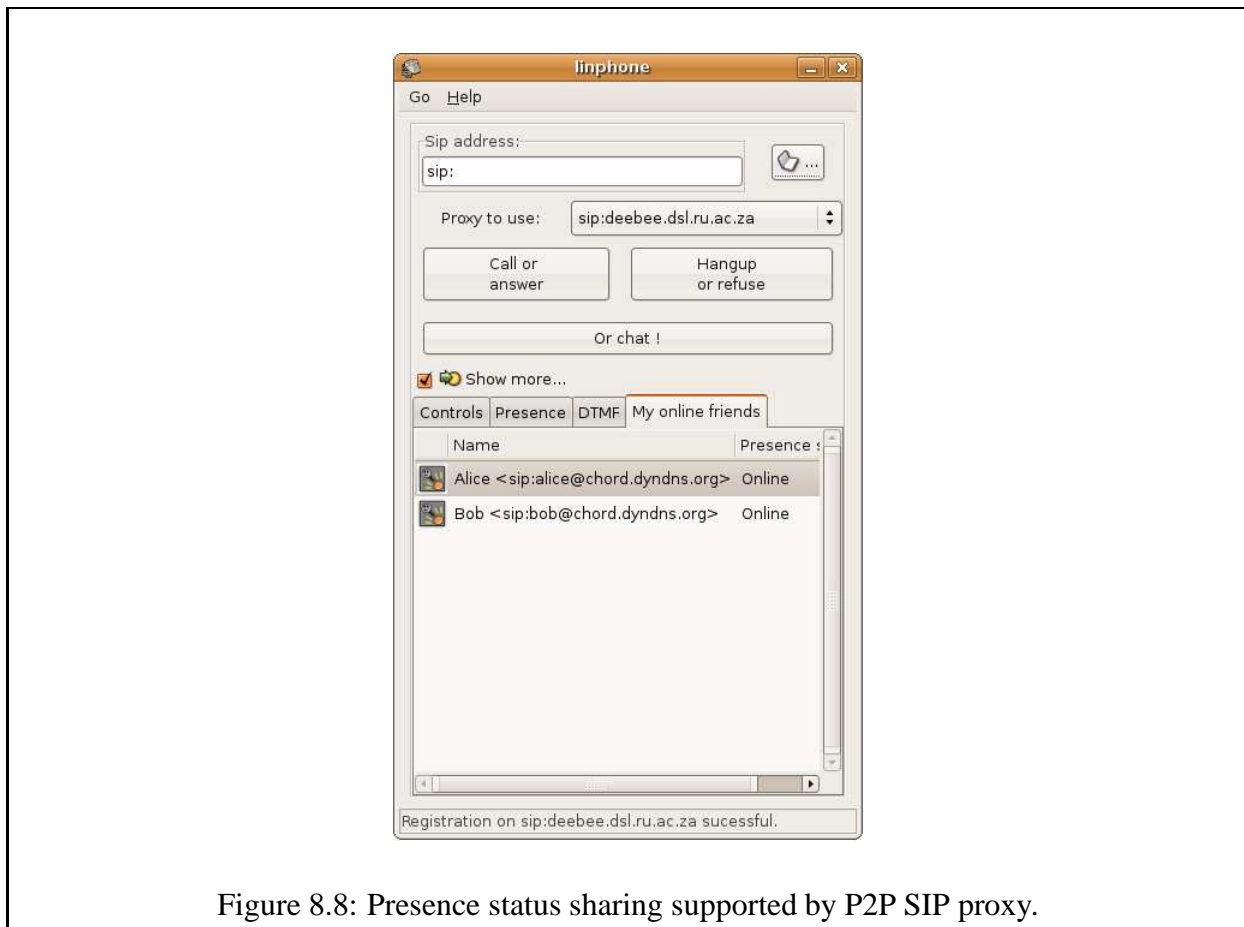 linphone
Go Help
Sip address:
sip:
...
Proxy to use: sip:deebee.dsl.ru.ac.za
Call or
answer
Hangup
or refuse
Or chat !
Show more...
Controls Presence DTMF My online friends
Name Presence
Alice <sip:alice@chord.dyndns.org> Online
Bob <sip:bob@chord.dyndns.org> Online
Registration on sip:deebee.dsl.ru.ac.za sucessful.
Figure 8.8: Presence status sharing supported by P2P SIP proxy.